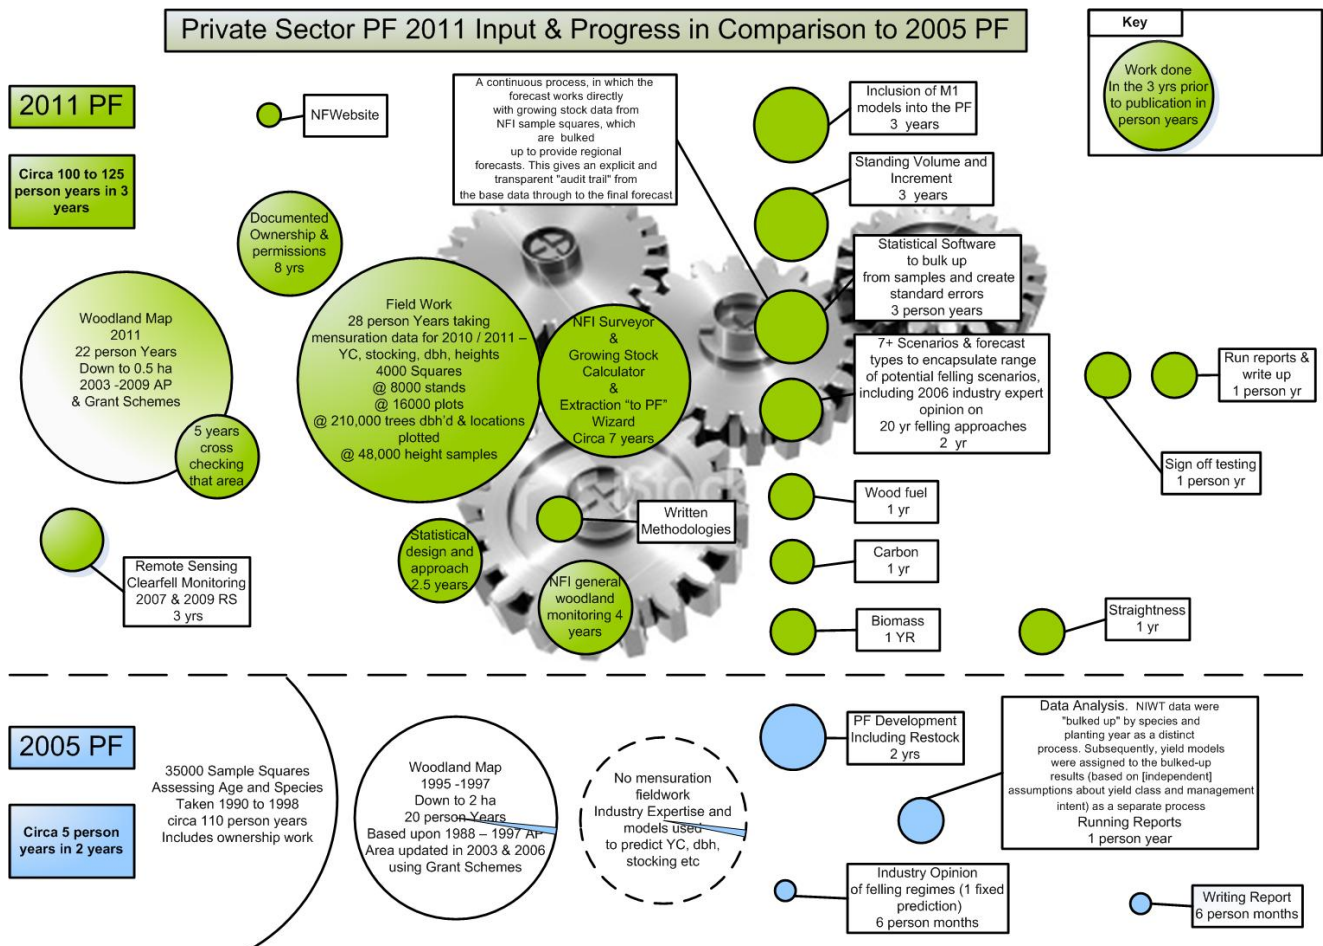 Private Sector PF 2011 Input & Progress in Comparison to 2005 PF
Key
Work done
In the 3 yrs prior
to publication in
person years
2011 PF
Circa 100 to 125
person years in 3
years
NFWebsite
A continuous process, in which the
forecast works directly
with growing stock data from
NFI sample squares, which
are bulked
up to provide regional
forecasts. This gives an explicit and
transparent "audit trail" from
the base data through to the final forecast
Inclusion of M1
models into the PF
3 years
Standing Volume and
Increment
3 years
Statistical Software
to bulk up
from samples and create
standard errors
3 person years
7+ Scenarios & forecast
types to encapsulate range
of potential felling scenarios,
including 2006 industry expert
opinion on
20 yr felling approaches
2 yr
Documented
Ownership &
permissions
8 yrs
Woodland Map
2011
22 person Years
Down to 0.5 ha
2003 -2009 AP
& Grant Schemes
5 years
cross
checking
that area
Field Work
28 person Years taking
mensuration data for 2010 / 2011 –
YC, stocking, dbh, heights
4000 Squares
@ 8000 stands
@ 16000 plots
@ 210,000 trees dbh'd & locations
plotted
@ 48,000 height samples
NFI Surveyor
&
Growing Stock
Calculator
&
Extraction “to PF”
Wizard
Circa 7 years
Run reports &
write up
1 person yr
Sign off testing
1 person yr
Wood fuel
1 yr
Written
Methodologies
Carbon
1 yr
Remote Sensing
Clearfell Monitoring
2007 & 2009 RS
3 yrs
Statistical
design and
approach
2.5 years
NFI general
woodland
monitoring 4
years
Biomass
1 YR
Straightness
1 yr
iStock
2005 PF
Circa 5 person
years in 2 years
35000 Sample Squares
Assessing Age and Species
Taken 1990 to 1998
circa 110 person years
Includes ownership work
Woodland Map
1995 -1997
Down to 2 ha
20 person Years
Based upon 1988 – 1997 AP
Area updated in 2003 & 2006
using Grant Schemes
No mensuration
fieldwork
Industry Expertise and
models used
to predict YC, dbh,
stocking etc
PF Development
Including Restock
2 yrs
Data Analysis. NIWT data were
"bulked up" by species and
planting year as a distinct
process. Subsequently, yield models
were assigned to the bulked-up
results (based on [independent]
assumptions about yield class and management
intent) as a separate process
Running Reports
1 person year
Industry Opinion
of felling regimes (1 fixed
prediction)
6 person months
Writing Report
6 person months